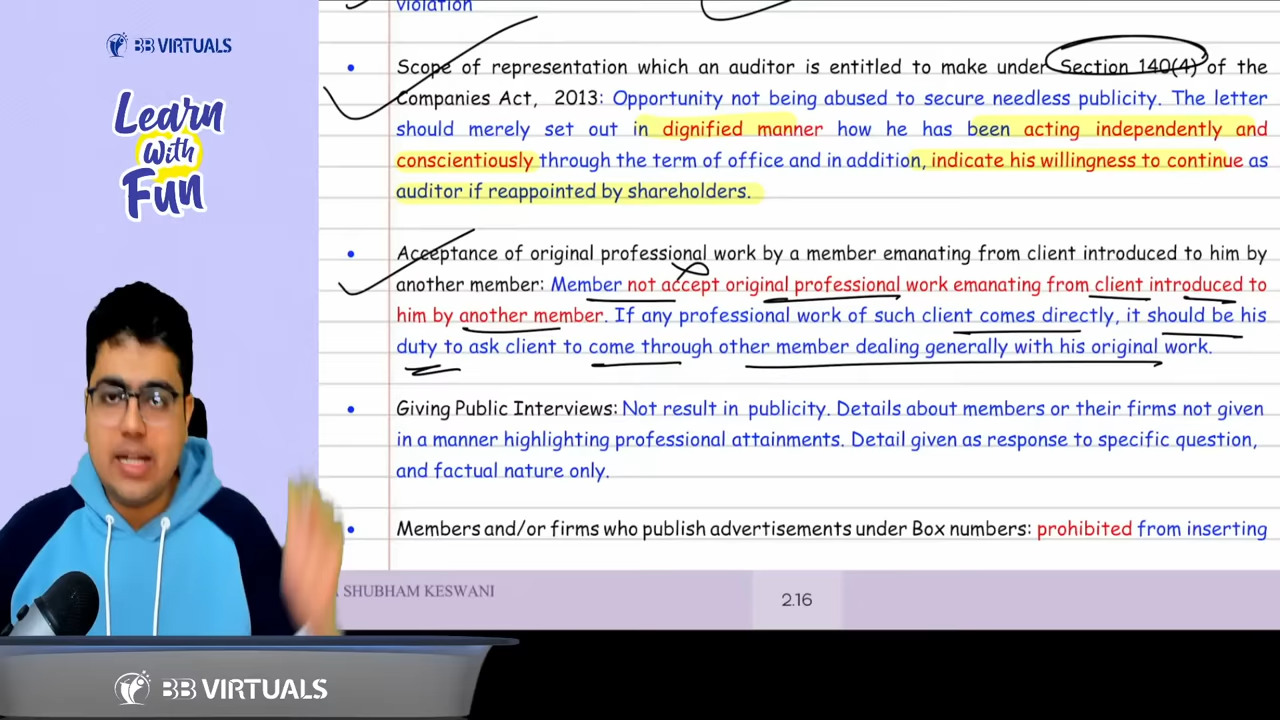 BB VIRTUALS
Learn
With
Fun
violation
• Scope of representation which an auditor is entitled to make under Section 140(4) of the
Companies Act, 2013: Opportunity not being abused to secure needless publicity. The letter
should merely set out in dignified manner how he has been acting independently and
conscientiously through the term of office and in addition, indicate his willingness to continue as
auditor if reappointed by shareholders.
• Acceptance of original professional work by a member emanating from client introduced to him by
another member: Member not accept original professional work emanating from client introduced to
him by another member. If any professional work of such client comes directly, it should be his
duty to ask client to come through other member dealing generally with his original work.
• Giving Public Interviews: Not result in publicity. Details about members or their firms not given
in a manner highlighting professional attainments. Detail given as response to specific question,
and factual nature only.
• Members and/or firms who publish advertisements under Box numbers: prohibited from inserting
SHUBHAM KESWANI
2.16
BB VIRTUALS